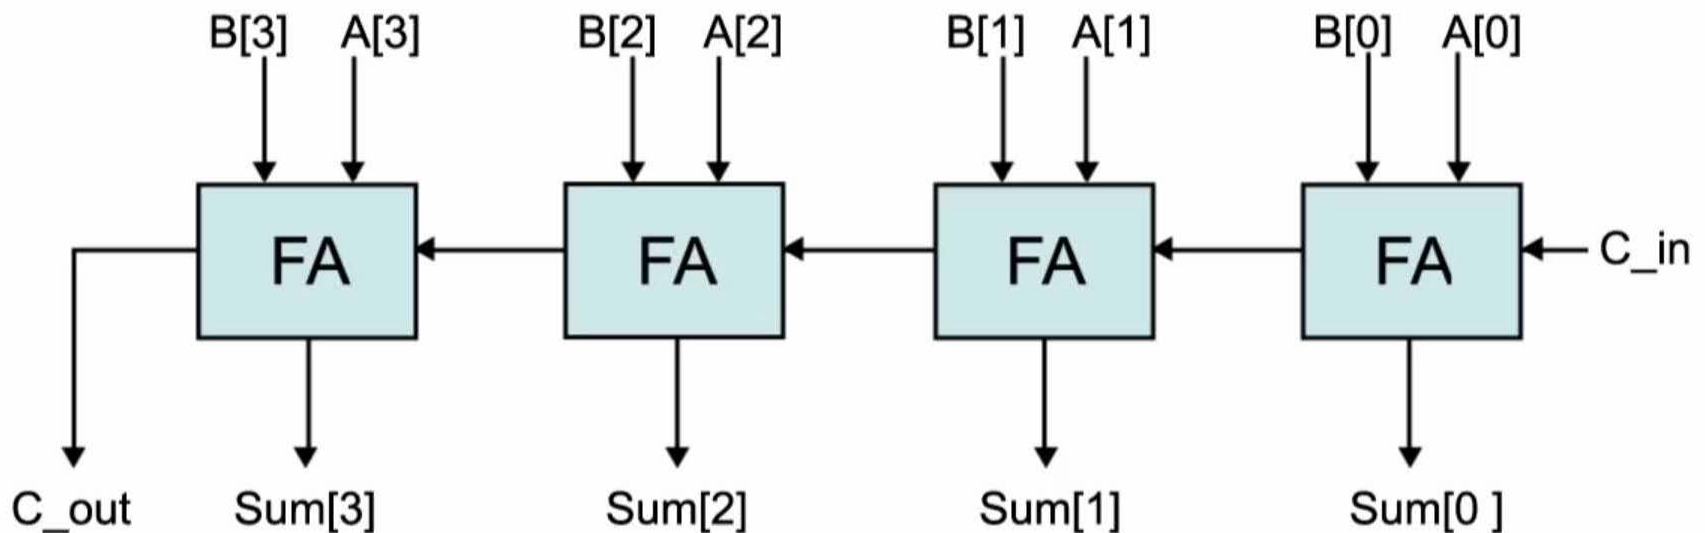 B[3] A[3] B[2] A[2] B[1] A[1] B[0] A[0]
FA FA FA FA C_in
C_out Sum[3] Sum[2] Sum[1] Sum[0 ]